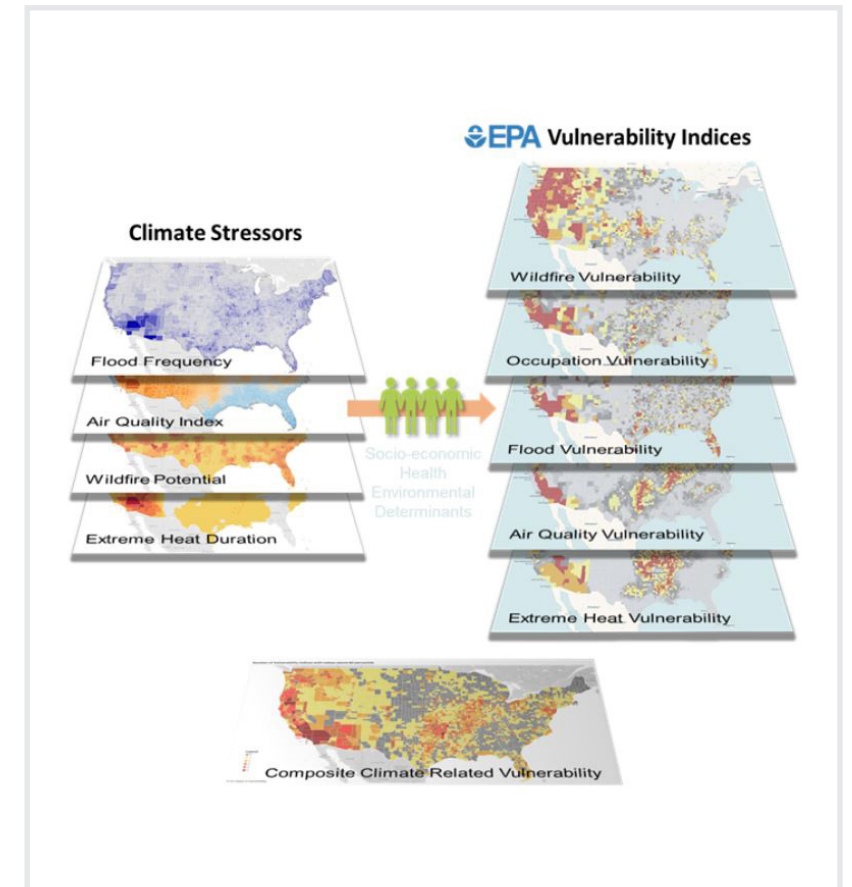 Climate Stressors
Flood Frequency
Air Quality Index
Wildfire Potential
Extreme Heat Duration
Socio-economic
Health
Environmental
Determinants
EPA Vulnerability Indices
Wildfire Vulnerability
Occupation Vulnerability
Flood Vulnerability
Air Quality Vulnerability
Extreme Heat Vulnerability
Composite Climate Related Vulnerability